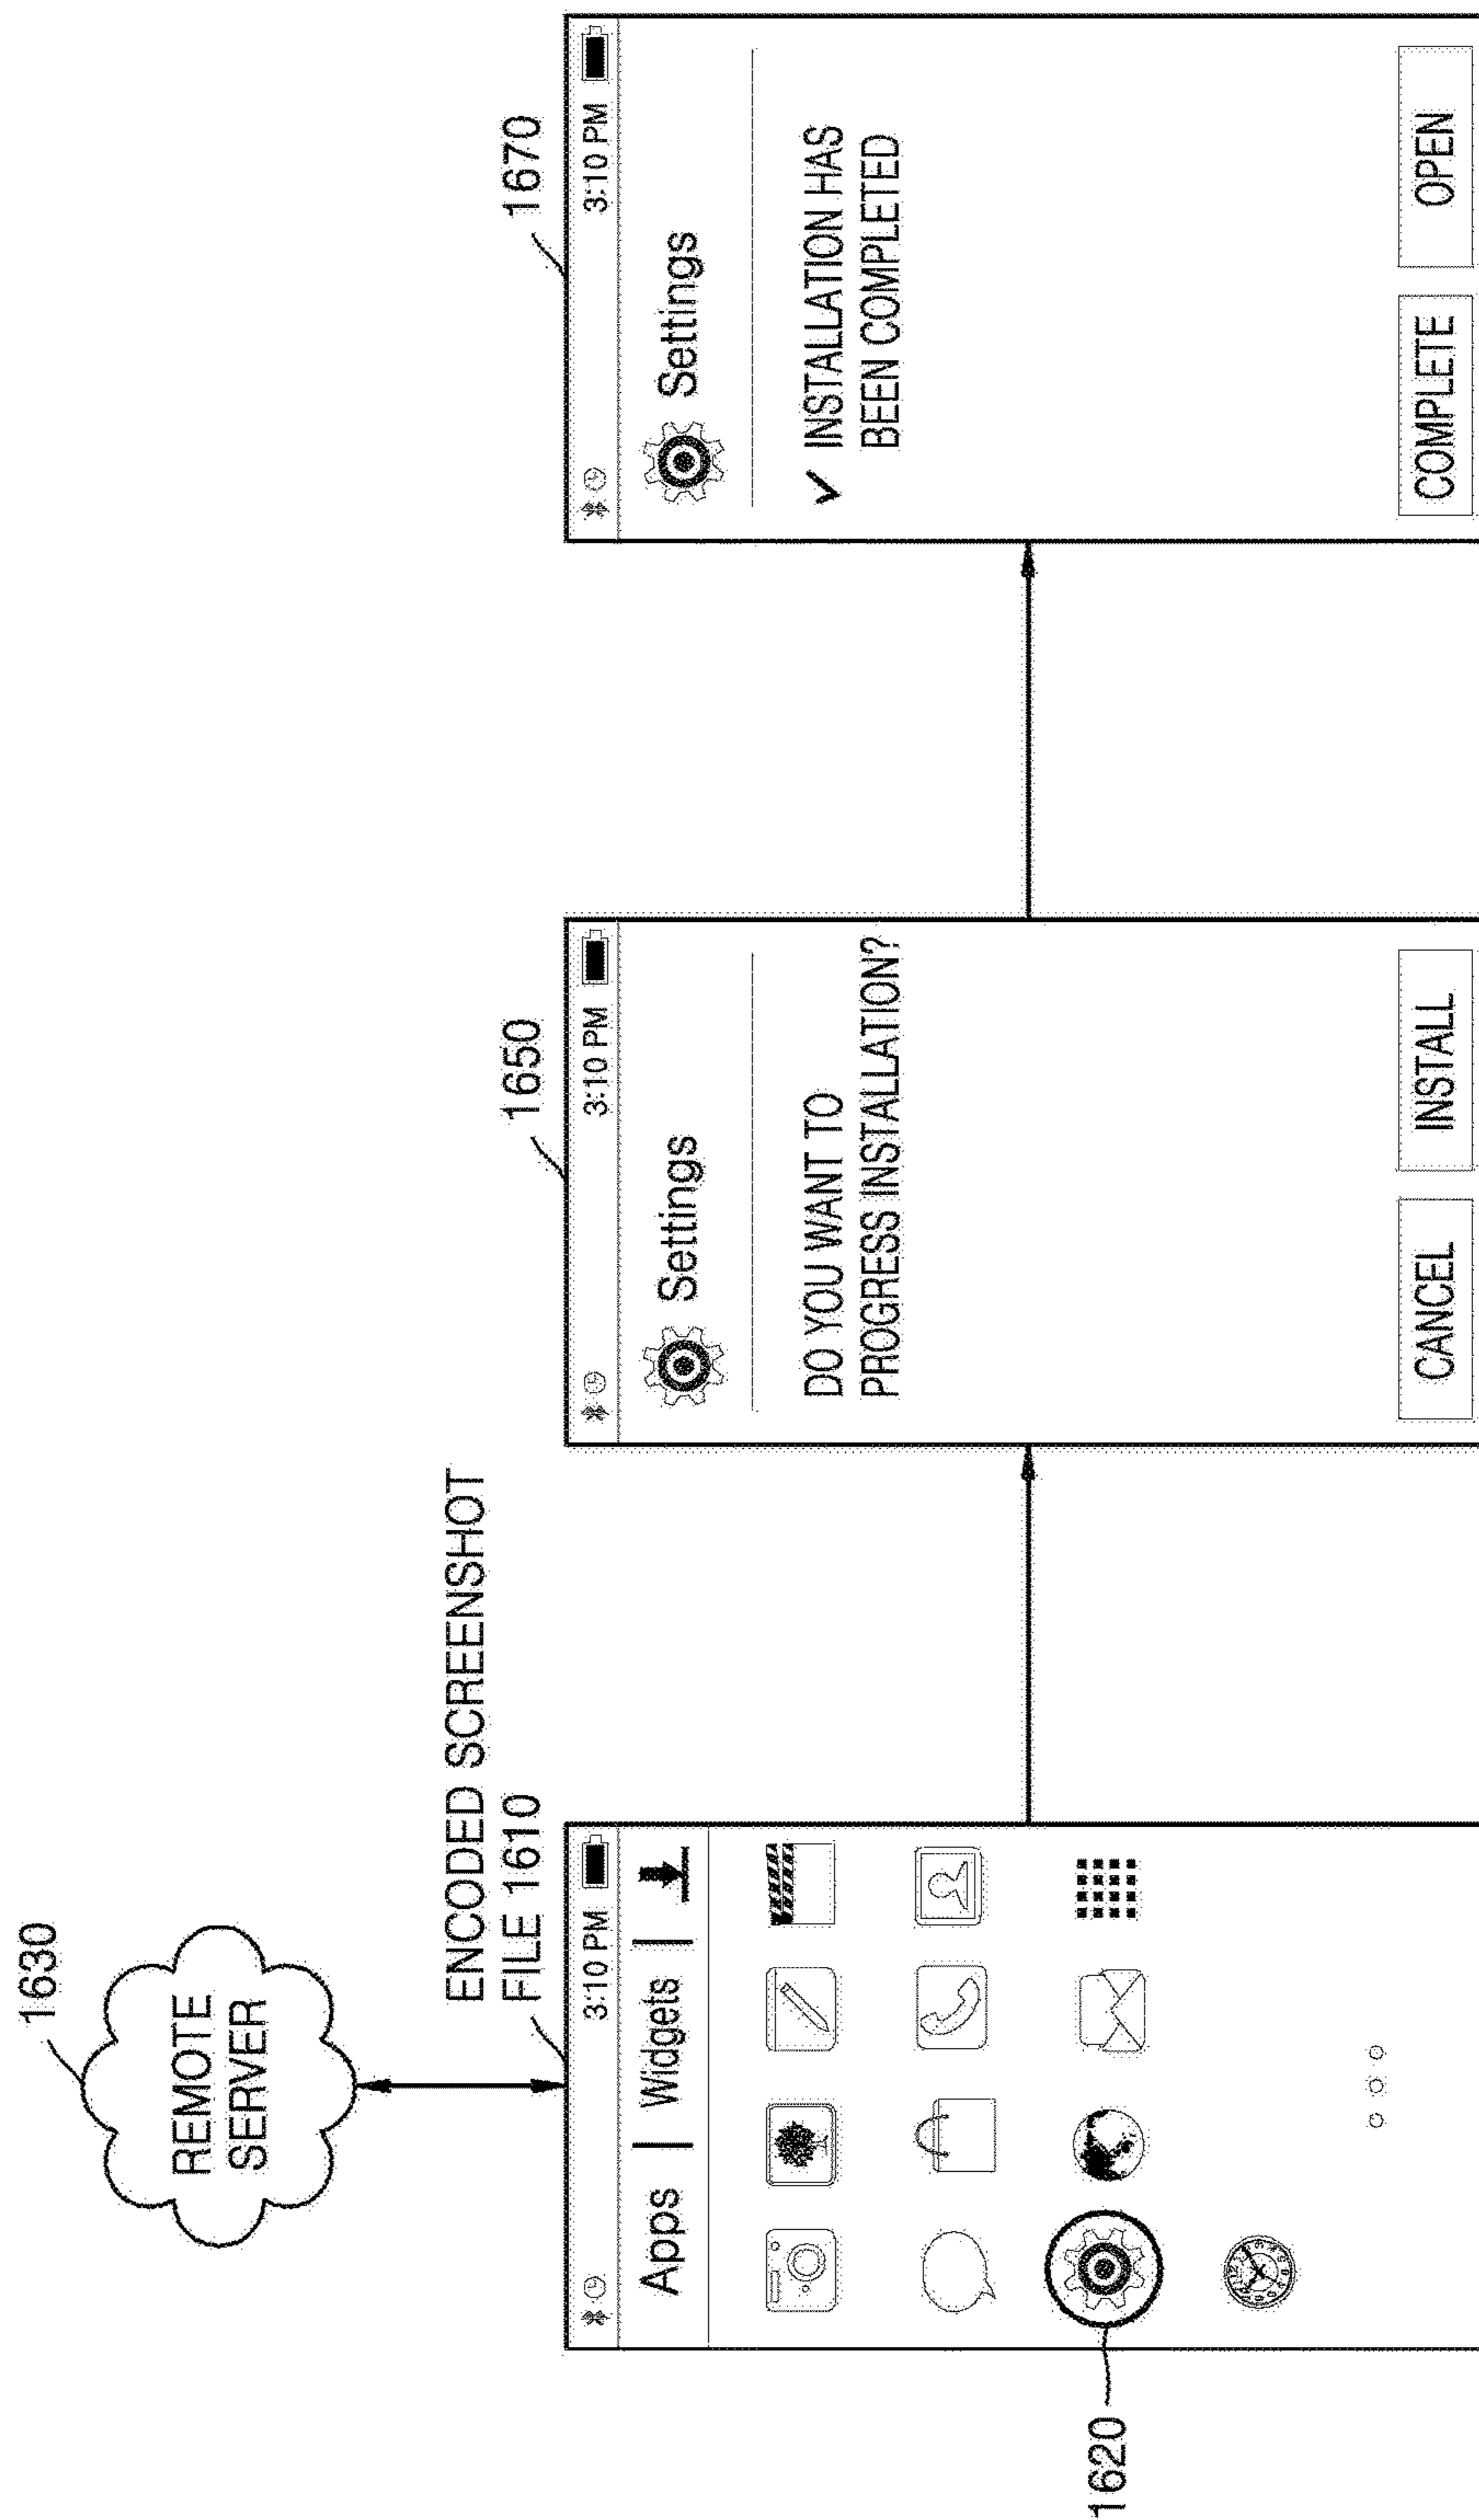 1630
REMOTE
SERVER
ENCODED SCREENSHOT
FILE 1610
3:10 PM
Apps | Widgets |
1620
1650
3:10 PM
Settings
DO YOU WANT TO
PROGRESS INSTALLATION?
CANCEL
INSTALL
1670
3:10 PM
Settings
✓ INSTALLATION HAS
BEEN COMPLETED
COMPLETE
OPEN